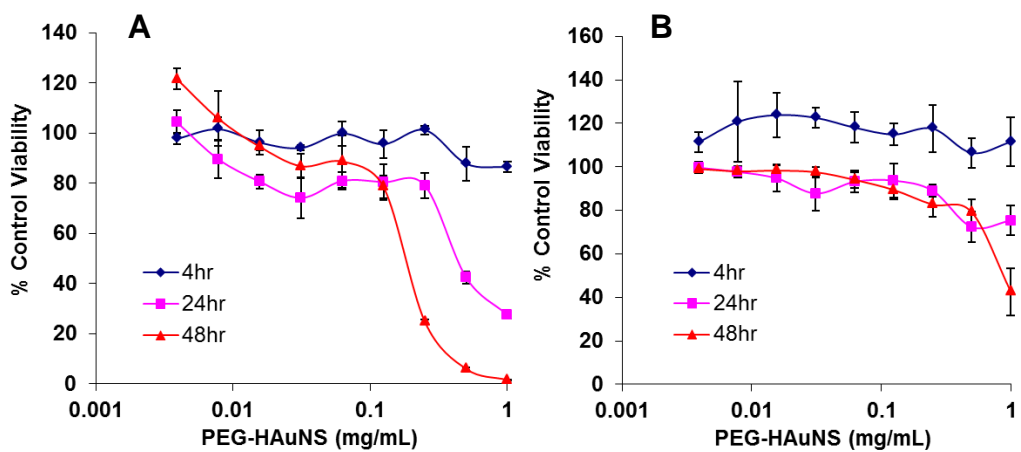 A
% Control Viability
140
120
100
80
60
40
20
0
4hr
24hr
48hr
0.001
0.01
0.1
1
PEG-HAuNS (mg/mL)
B
% Control Viability
160
140
120
100
80
60
40
20
0
4hr
24hr
48hr
0.001
0.01
0.1
1
PEG-HAuNS (mg/mL)